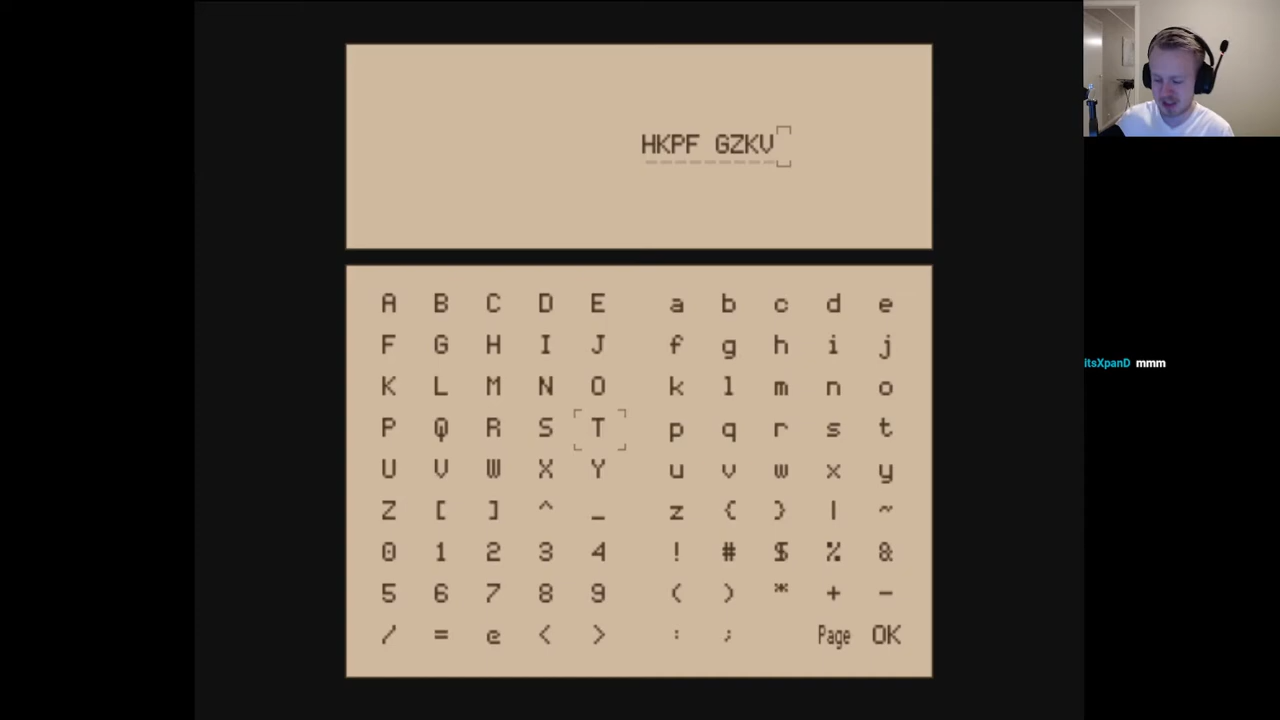 HKPF GZKV
A B C D E a b c d e
F G H I J f g h i j
K L M N O k l m n o
P Q R S T p q r s t
U V W X Y u v w x y
Z [ ] ^ _ z { } | ~
0 1 2 3 4 ! # $ % &
5 6 7 8 9 ( ) * + -
/ = @ < > : ; Page OK
itsXpanD mmm